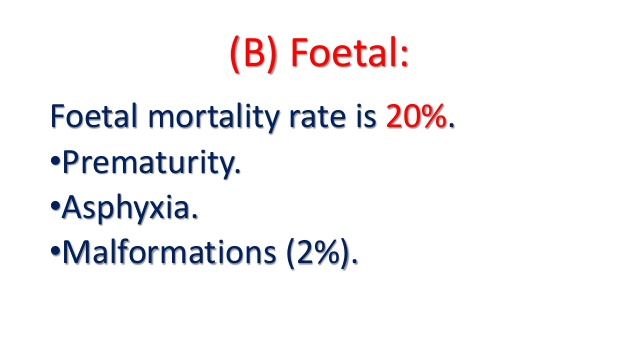 (B) Foetal:
Foetal mortality rate is 20%.
•Prematurity.
•Asphyxia.
•Malformations (2%).